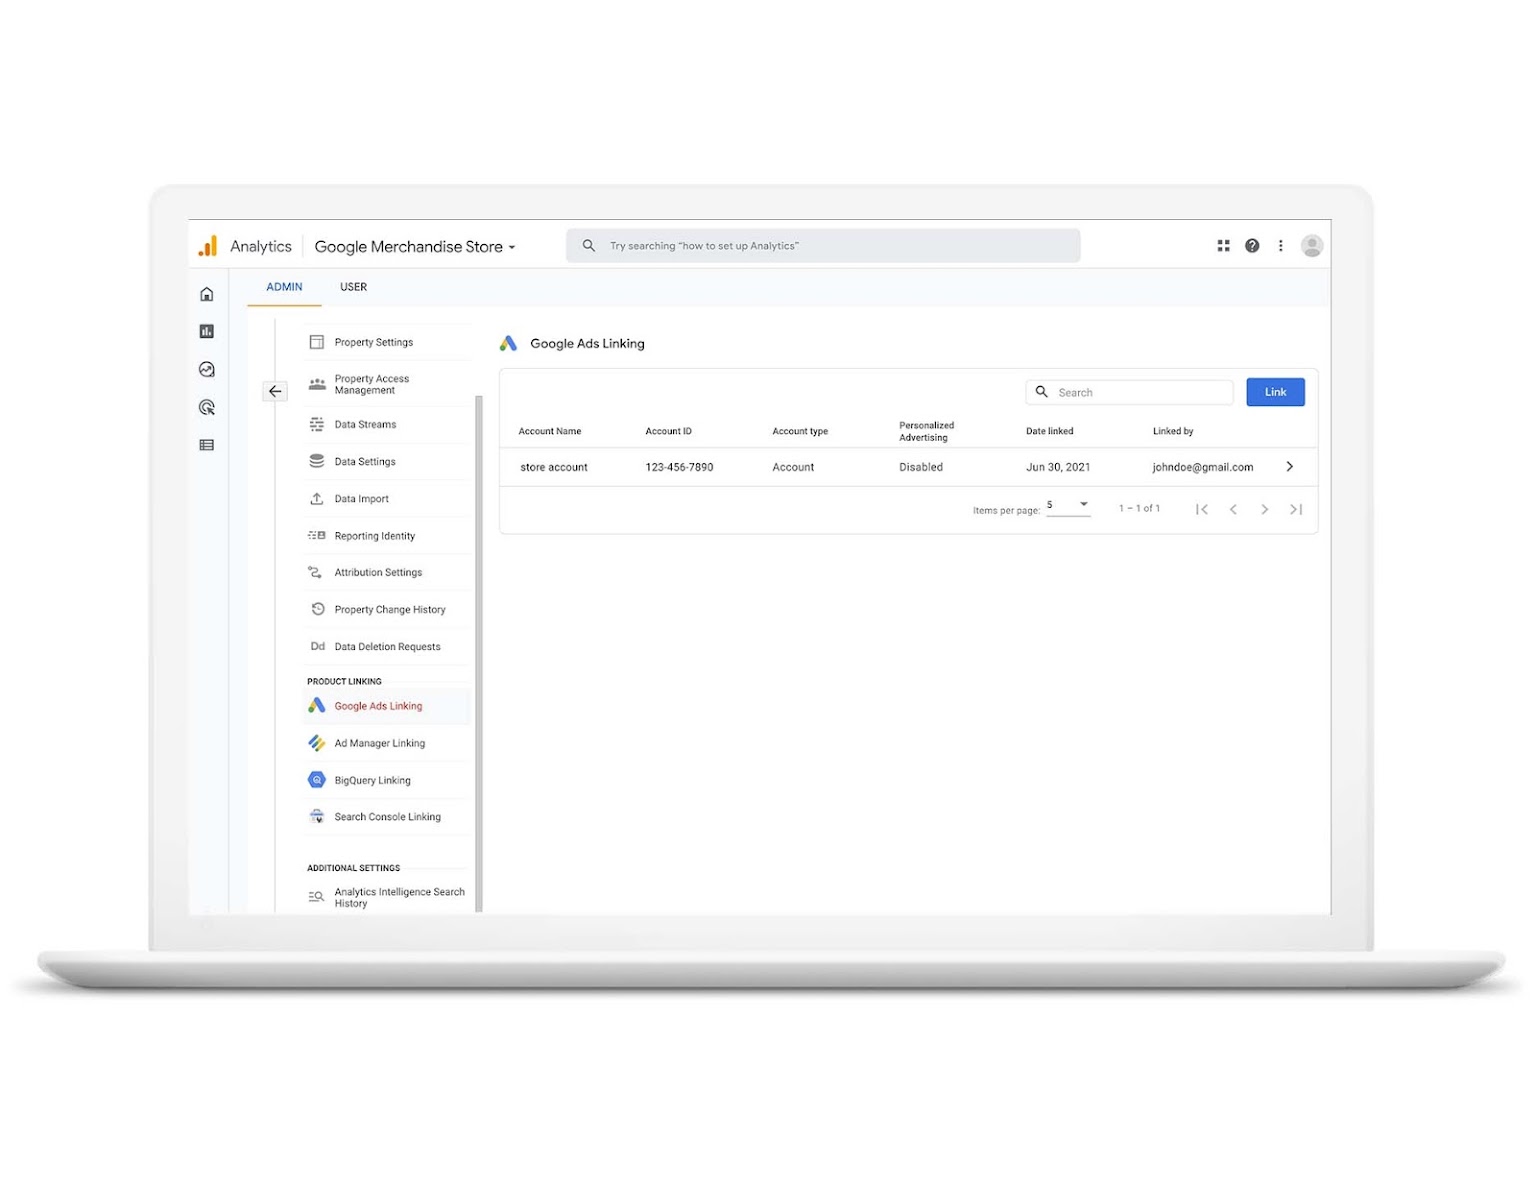 Analytics
Google Merchandise Store
Try searching “how to set up Analytics”
ADMIN
USER
Property Settings
Property Access
Management
Data Streams
Data Settings
Data Import
Reporting Identity
Attribution Settings
Property Change History
Dd Data Deletion Requests
PRODUCT LINKING
Google Ads Linking
Ad Manager Linking
BigQuery Linking
Search Console Linking
ADDITIONAL SETTINGS
Analytics Intelligence Search
History
Google Ads Linking
Search
Link
Account Name
Account ID
Account type
Personalized
Advertising
Date linked
Linked by
store account
123-456-7890
Account
Disabled
Jun 30, 2021
johndoe@gmail.com
Items per page: 5
1 – 1 of 1